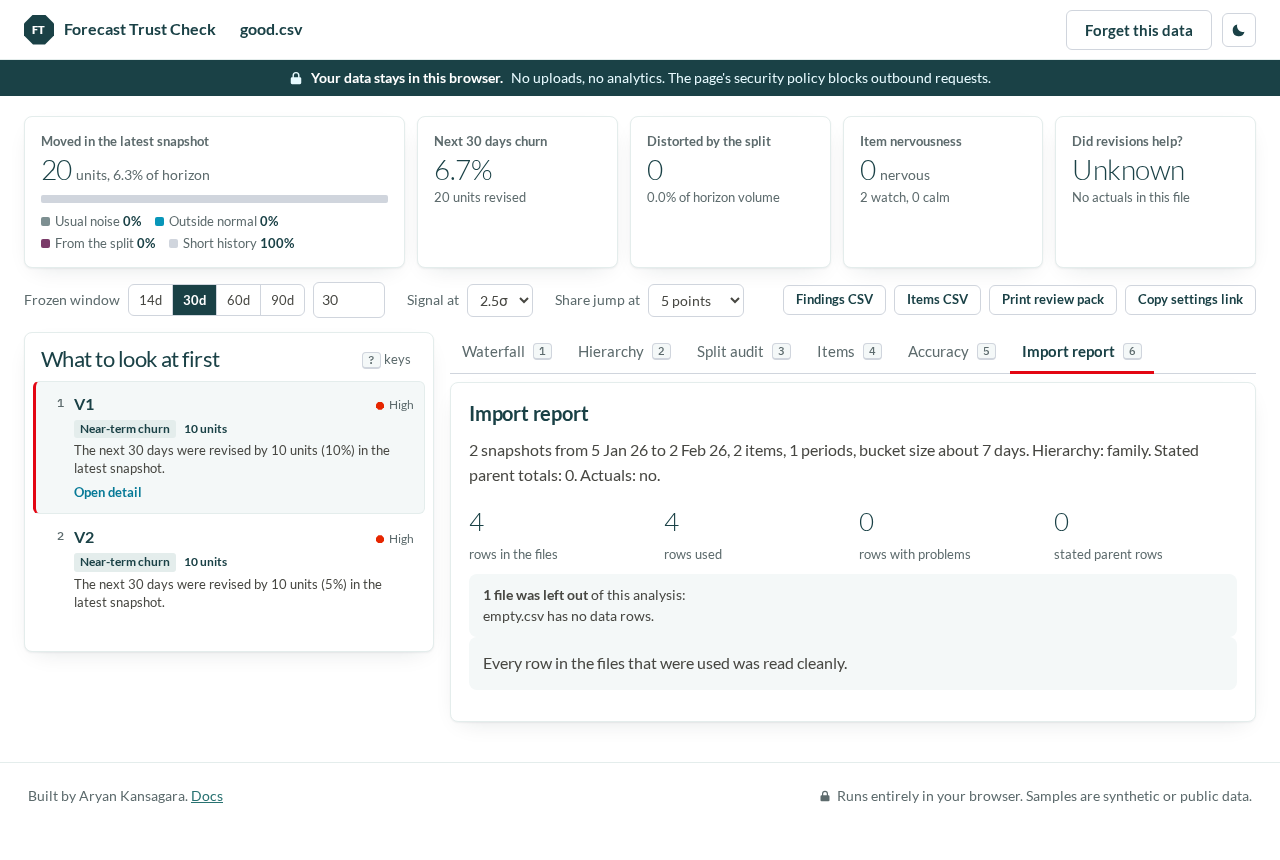 FT Forecast Trust Check good.csv Forget this data
Your data stays in this browser. No uploads, no analytics. The page's security policy blocks outbound requests.
Moved in the latest snapshot
20 units, 6.3% of horizon
Usual noise 0% Outside normal 0%
From the split 0% Short history 100%
Next 30 days churn
6.7%
20 units revised
Distorted by the split
0
0.0% of horizon volume
Item nervousness
0 nervous
2 watch, 0 calm
Did revisions help?
Unknown
No actuals in this file
Frozen window 14d 30d 60d 90d 30 Signal at 2.5σ Share jump at 5 points Findings CSV Items CSV Print review pack Copy settings link
What to look at first ? keys
1 V1 High
Near-term churn 10 units
The next 30 days were revised by 10 units (10%) in the
latest snapshot.
Open detail
2 V2 High
Near-term churn 10 units
The next 30 days were revised by 10 units (5%) in the
latest snapshot.
Waterfall 1 Hierarchy 2 Split audit 3 Items 4 Accuracy 5 Import report 6
Import report
2 snapshots from 5 Jan 26 to 2 Feb 26, 2 items, 1 periods, bucket size about 7 days. Hierarchy: family. Stated
parent totals: 0. Actuals: no.
4 4 0 0
rows in the files rows used rows with problems stated parent rows
1 file was left out of this analysis:
empty.csv has no data rows.
Every row in the files that were used was read cleanly.
Built by Aryan Kansagara. Docs Runs entirely in your browser. Samples are synthetic or public data.